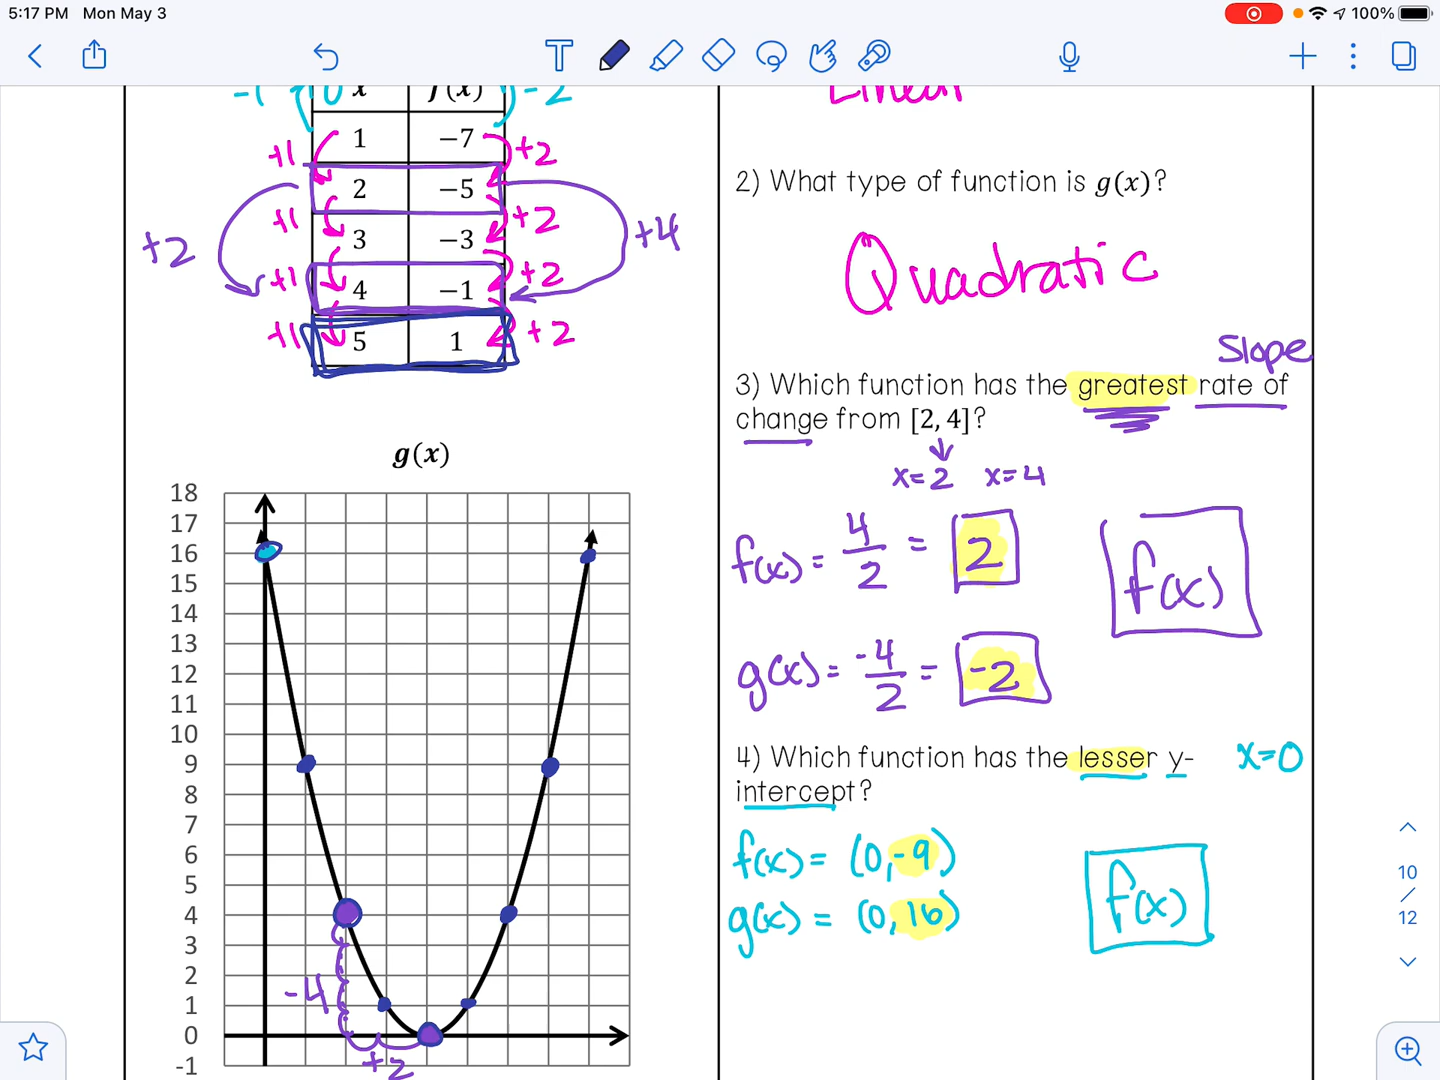 5:17 PM Mon May 3
100%
T
-1
0
x
f(x)
-2
1 −7
+1 +2
2 −5
+1 +2
3 −3
+2 +4
+1 +2
4 −1
+1 +2
5 1
g(x)
18
17
16
15
14
13
12
11
10
9
8
7
6
5
4
3
2
1
0
-1
-4
+2
Linear
2) What type of function is g(x)?
Quadratic
Slope
3) Which function has the greatest rate of
change from [2, 4]?
x=2 x=4
f(x) = 4/2 = 2
f(x)
g(x) = -4/2 = -2
4) Which function has the lesser y-
intercept?
x=0
f(x) = (0,-9)
g(x) = (0,16)
f(x)
10
/
12